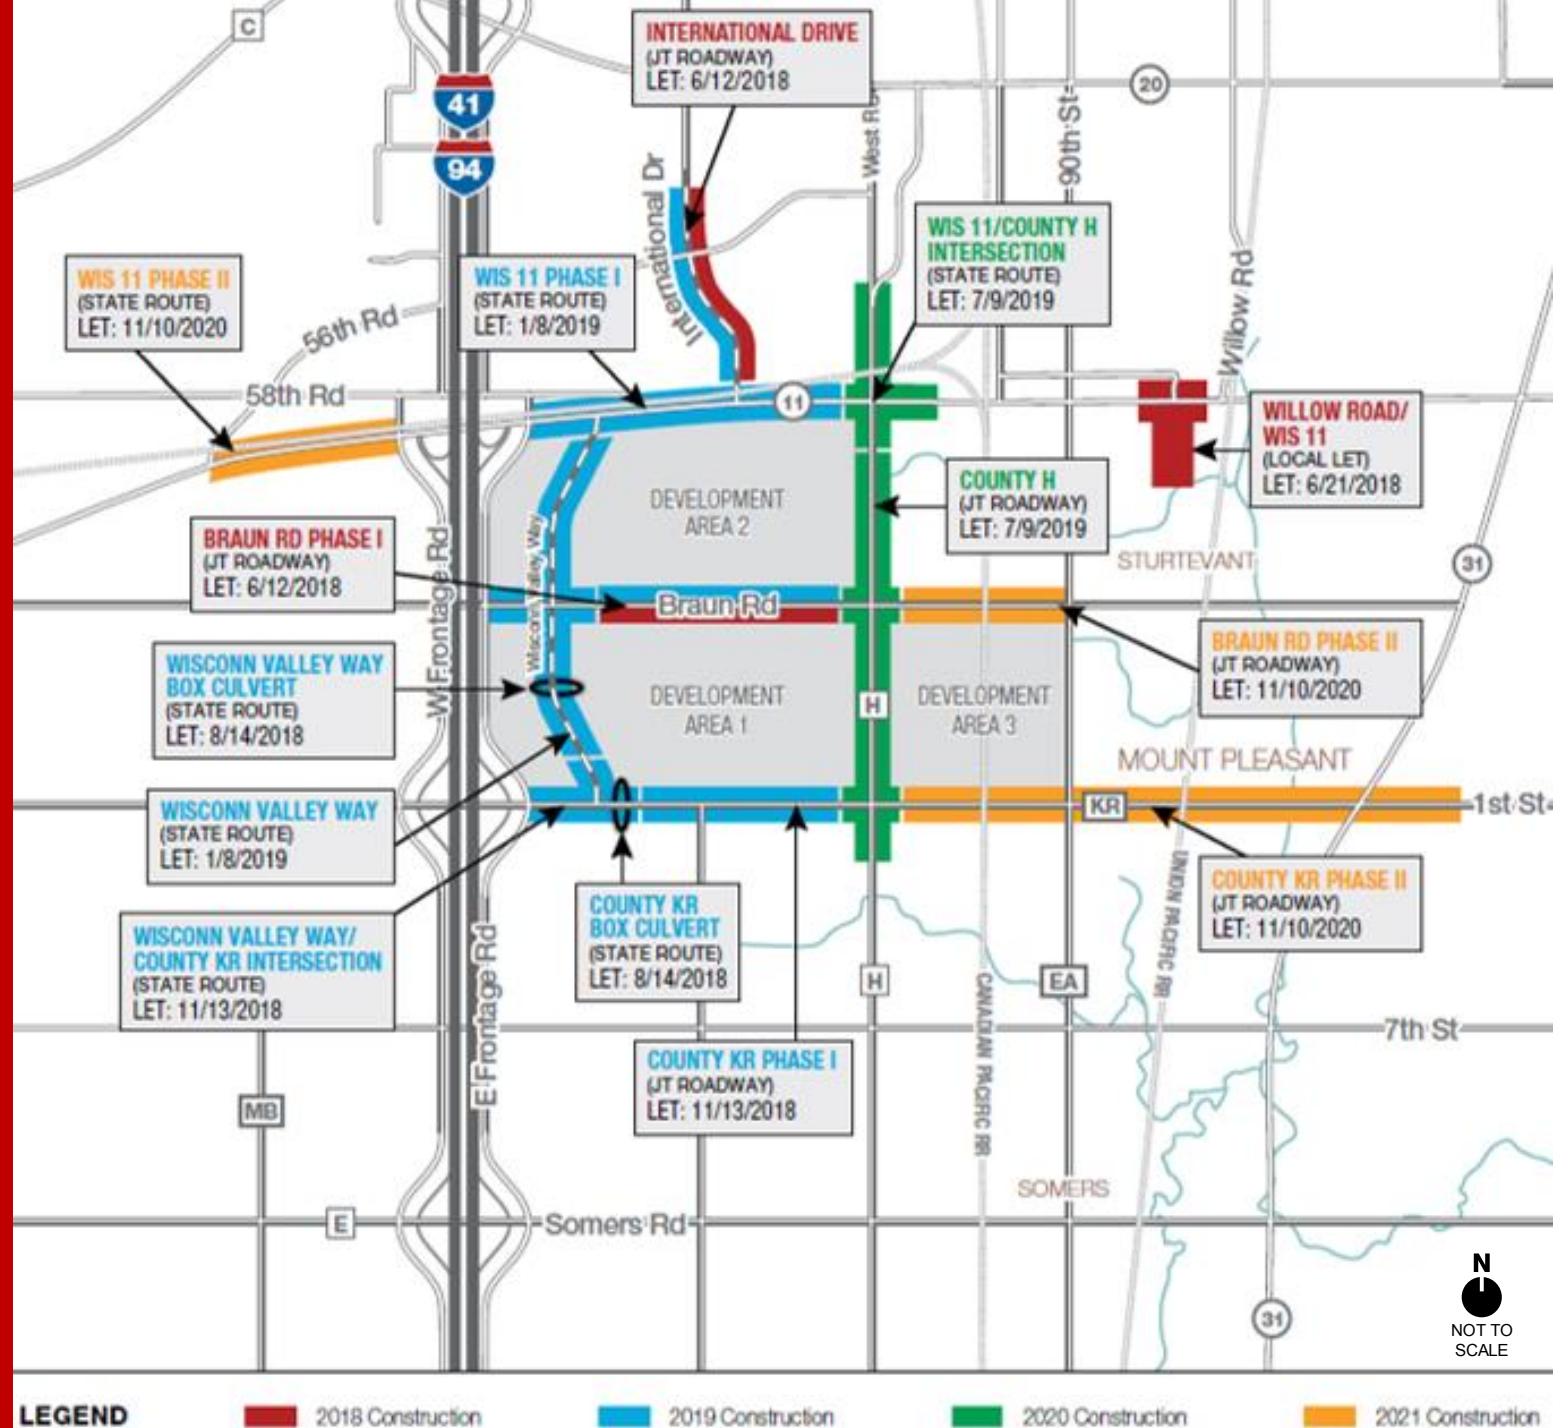 C
INTERNATIONAL DRIVE
(JT ROADWAY)
LET: 6/12/2018
41
94
20
90th St
West Rd
International Dr
WIS 11/COUNTY H
INTERSECTION
(STATE ROUTE)
LET: 7/9/2019
WIS 11 PHASE II
(STATE ROUTE)
LET: 11/10/2020
WIS 11 PHASE I
(STATE ROUTE)
LET: 1/8/2019
56th Rd
58th Rd
11
Willow Rd
WILLOW ROAD/
WIS 11
(LOCAL LET)
LET: 6/21/2018
DEVELOPMENT
AREA 2
COUNTY H
(JT ROADWAY)
LET: 7/9/2019
STURTEVANT
31
BRAUN RD PHASE I
(JT ROADWAY)
LET: 6/12/2018
W Frontage Rd
Wisconn Valley Way
Braun Rd
BRAUN RD PHASE II
(JT ROADWAY)
LET: 11/10/2020
WISCONN VALLEY WAY
BOX CULVERT
(STATE ROUTE)
LET: 8/14/2018
DEVELOPMENT
AREA 1
H
DEVELOPMENT
AREA 3
MOUNT PLEASANT
WISCONN VALLEY WAY
(STATE ROUTE)
LET: 1/8/2019
KR
1st St
COUNTY KR PHASE II
(JT ROADWAY)
LET: 11/10/2020
UNION PACIFIC RR
WISCONN VALLEY WAY/
COUNTY KR INTERSECTION
(STATE ROUTE)
LET: 11/13/2018
E Frontage Rd
COUNTY KR
BOX CULVERT
(STATE ROUTE)
LET: 8/14/2018
H
CANADIAN PACIFIC RR
EA
7th St
COUNTY KR PHASE I
(JT ROADWAY)
LET: 11/13/2018
MB
SOMERS
E
Somers Rd
31
N
NOT TO
SCALE
LEGEND
2018 Construction
2019 Construction
2020 Construction
2021 Construction